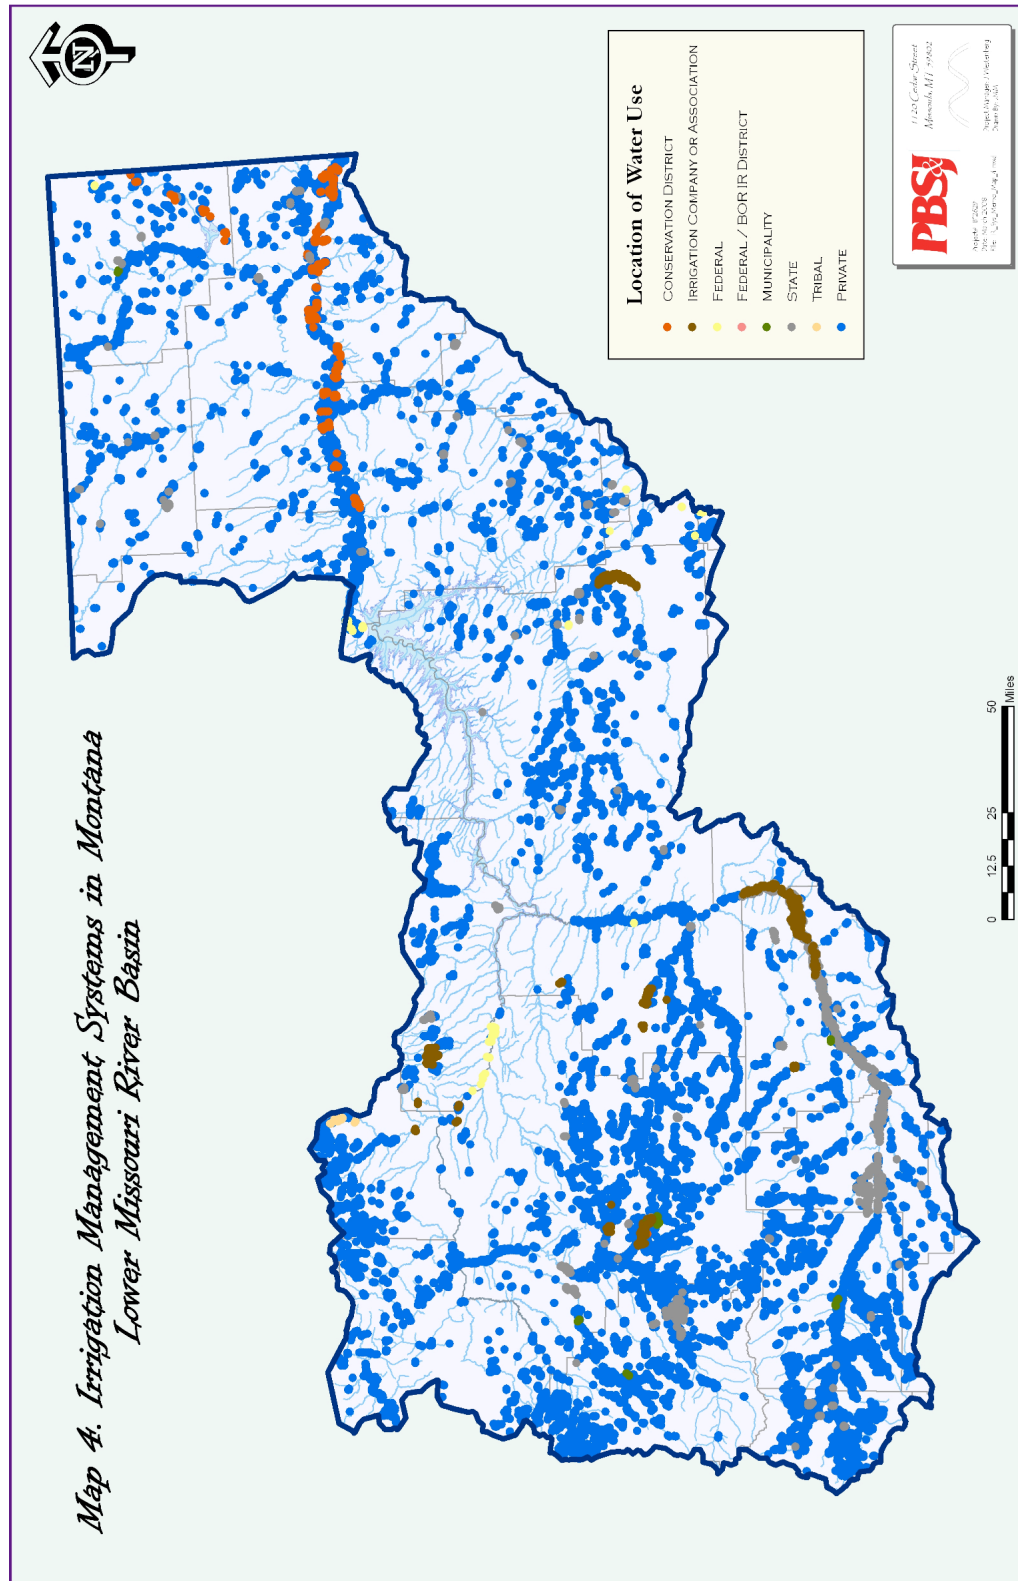 Map 4. Irrigation Management Systems in Montana
Lower Missouri River Basin
N
Location of Water Use
CONSERVATION DISTRICT
IRRIGATION COMPANY OR ASSOCIATION
FEDERAL
FEDERAL / BOR IR DISTRICT
MUNICIPALITY
STATE
TRIBAL
PRIVATE
0 12.5 25 50
Miles
PBS&J
1120 Cedar Street
Missoula, MT 59802